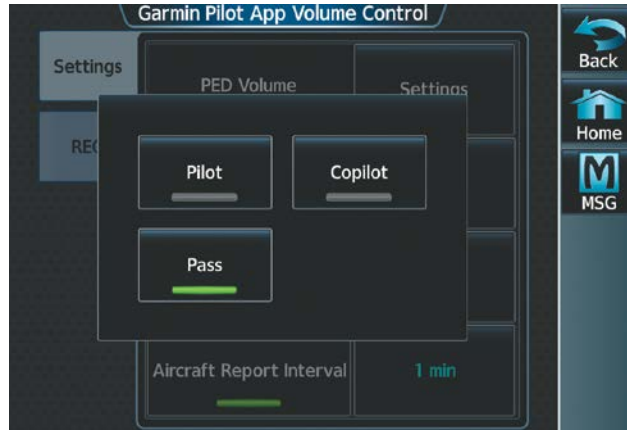 Garmin Pilot App Volume Control
Settings
PED Volume
Settings
Back
Home
MSG
Pilot
Copilot
Pass
Aircraft Report Interval
1 min